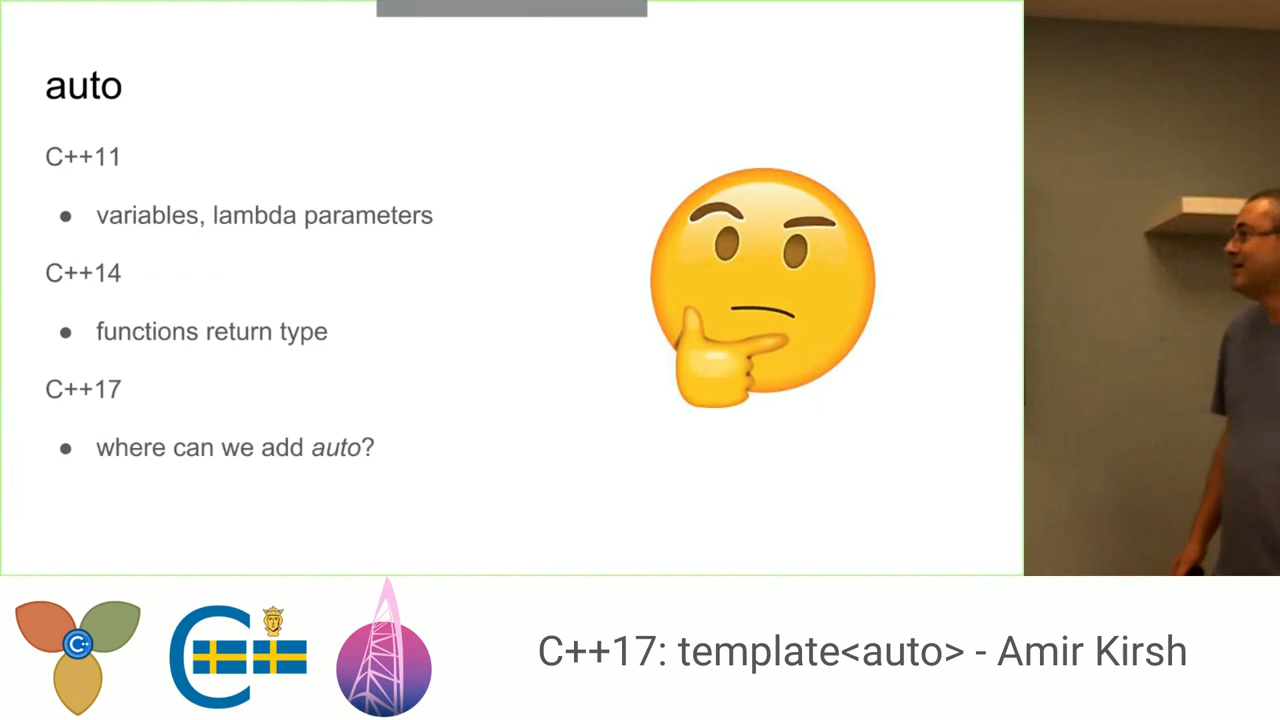 auto
C++11
● variables, lambda parameters
C++14
● functions return type
C++17
● where can we add auto?
C++
C++
C++17: template<auto> - Amir Kirsh